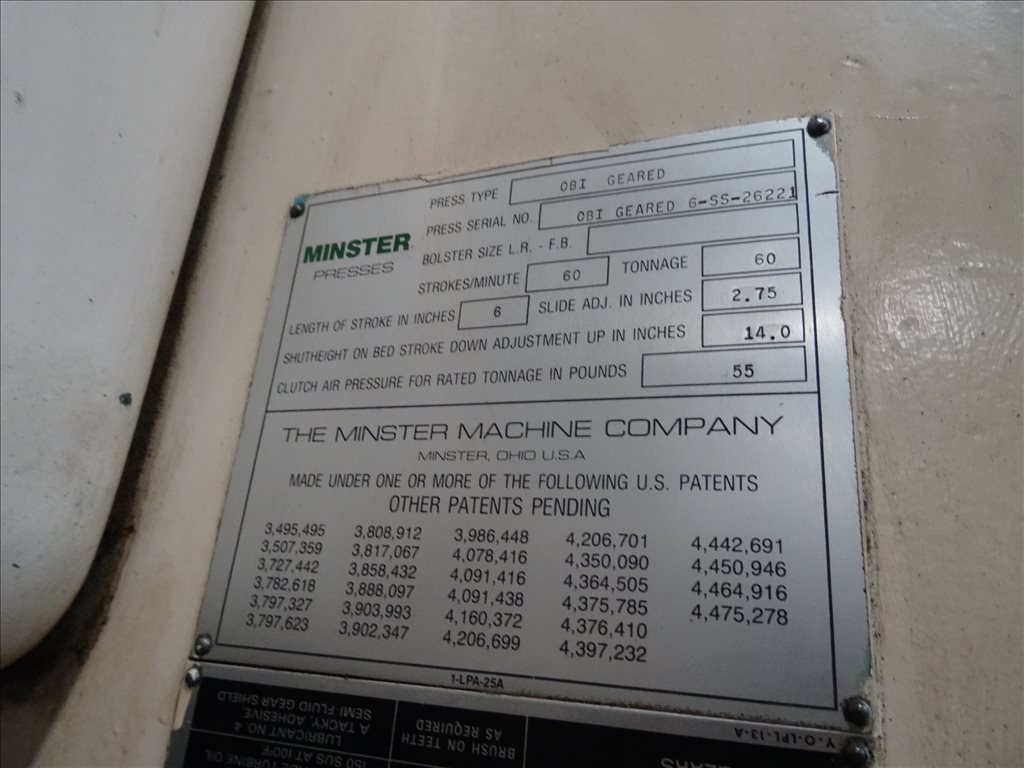 PRESS TYPE OBI GEARED
PRESS SERIAL NO. OBI GEARED 6-SS-26221
MINSTER
PRESSES
BOLSTER SIZE L.R. - F.B.
STROKES/MINUTE 60 TONNAGE 60
LENGTH OF STROKE IN INCHES 6 SLIDE ADJ. IN INCHES 2.75
SHUTHEIGHT ON BED STROKE DOWN ADJUSTMENT UP IN INCHES 14.0
CLUTCH AIR PRESSURE FOR RATED TONNAGE IN POUNDS 55
THE MINSTER MACHINE COMPANY
MINSTER, OHIO U.S.A
MADE UNDER ONE OR MORE OF THE FOLLOWING U.S. PATENTS
OTHER PATENTS PENDING
3,495,495 3,808,912 3,986,448 4,206,701 4,442,691
3,507,359 3,817,067 4,078,416 4,350,090 4,450,946
3,727,442 3,858,432 4,091,416 4,364,505 4,464,916
3,782,618 3,888,097 4,091,438 4,375,785 4,475,278
3,797,327 3,903,993 4,160,372 4,376,410
3,797,623 3,902,347 4,206,699 4,397,232
1-LPA-25A
Y-O-LPL-13-A
GEARS
BRUSH ON TEETH
AS REQUIRED
LUBRICANT NO. 4
A TACKY, ADHESIVE
SEMI-FLUID GEAR SHIELD
TURBINE OIL
150 SUS AT 100°F